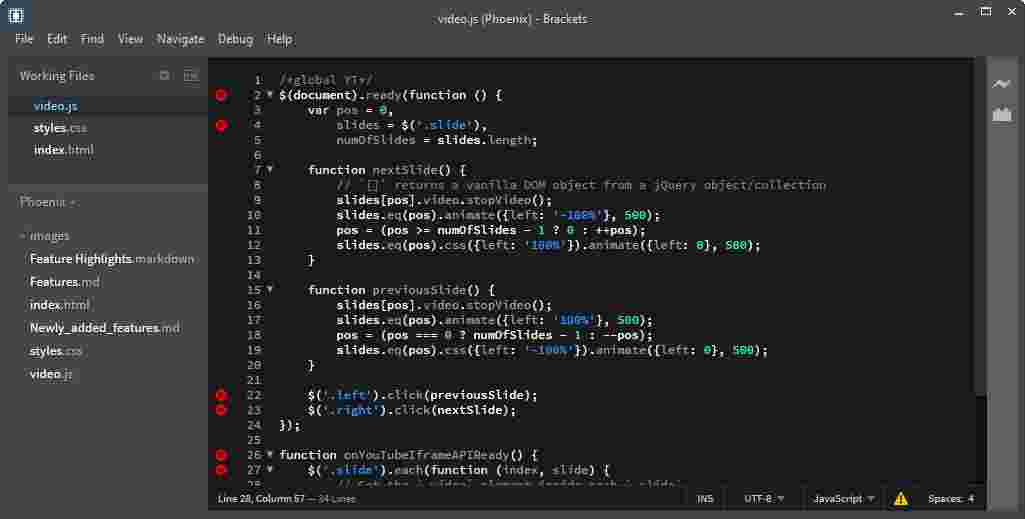 video.js (Phoenix) - Brackets
File Edit Find View Navigate Debug Help
Working Files
video.js
styles.css
index.html
Phoenix
images
Feature Highlights.markdown
Features.md
index.html
Newly_added_features.md
styles.css
video.js
1 /*global YT*/
2 $(document).ready(function () {
3 var pos = 0,
4 slides = $('.slide'),
5 numOfSlides = slides.length;
6
7 function nextSlide() {
8 // `[]` returns a vanilla DOM object from a jQuery object/collection
9 slides[pos].video.stopVideo();
10 slides.eq(pos).animate({left: '-100%'}, 500);
11 pos = (pos >= numOfSlides - 1 ? 0 : ++pos);
12 slides.eq(pos).css({left: '100%'}).animate({left: 0}, 500);
13 }
14
15 function previousSlide() {
16 slides[pos].video.stopVideo();
17 slides.eq(pos).animate({left: '100%'}, 500);
18 pos = (pos === 0 ? numOfSlides - 1 : --pos);
19 slides.eq(pos).css({left: '-100%'}).animate({left: 0}, 500);
20 }
21
22 $('.left').click(previousSlide);
23 $('.right').click(nextSlide);
24 });
25
26 function onYouTubeIframeAPIReady() {
27 $('.slide').each(function (index, slide) {
Line 28, Column 57 — 34 Lines INS UTF-8 JavaScript Spaces: 4